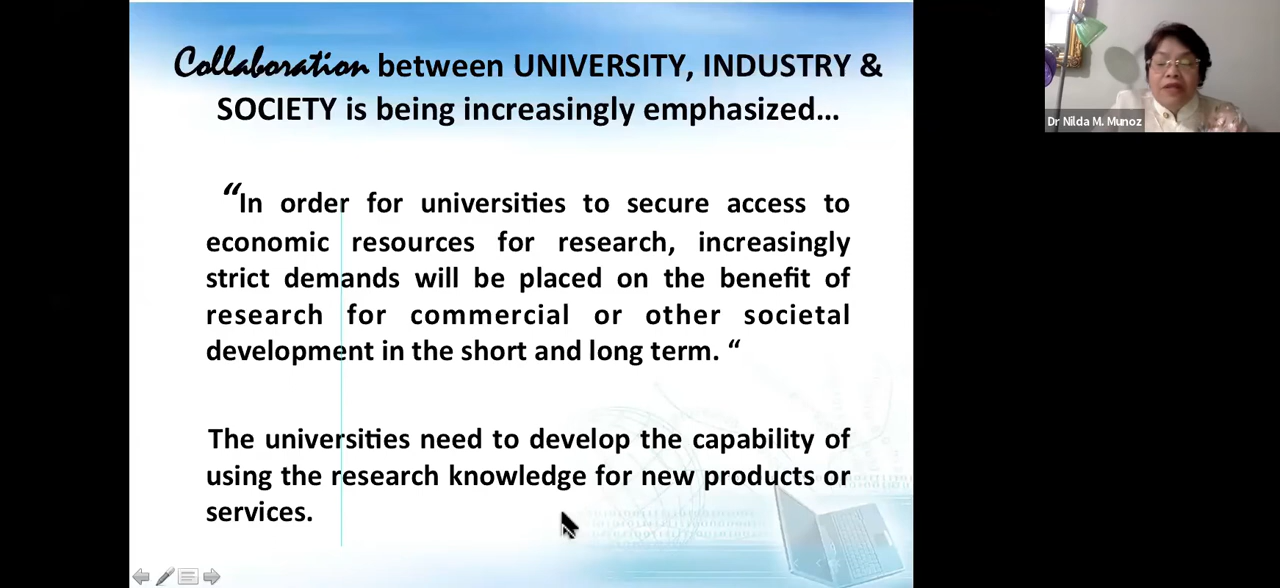 Collaboration between UNIVERSITY, INDUSTRY &
SOCIETY is being increasingly emphasized...
“In order for universities to secure access to
economic resources for research, increasingly
strict demands will be placed on the benefit of
research for commercial or other societal
development in the short and long term. “
The universities need to develop the capability of
using the research knowledge for new products or
services.
Dr Nilda M. Munoz